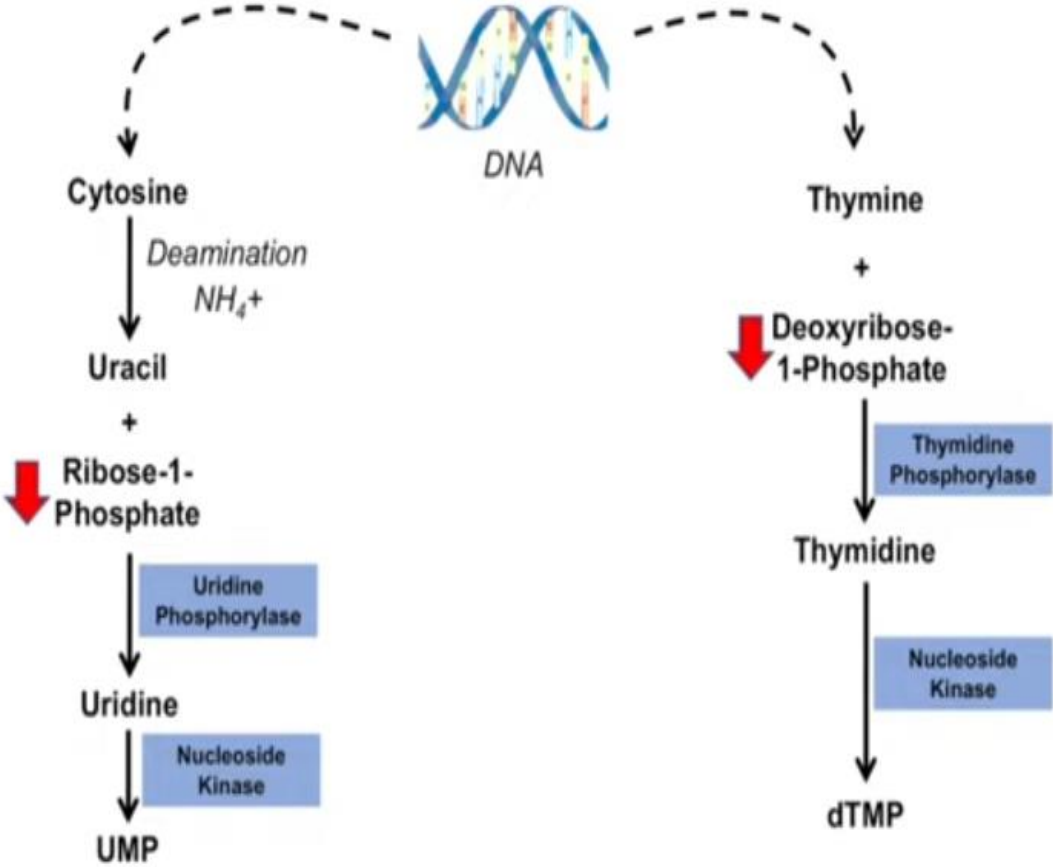 DNA
Cytosine
Deamination
NH4+
Uracil
+
Ribose-1-
Phosphate
Uridine
Phosphorylase
Uridine
Nucleoside
Kinase
UMP
Thymine
+
Deoxyribose-
1-Phosphate
Thymidine
Phosphorylase
Thymidine
Nucleoside
Kinase
dTMP